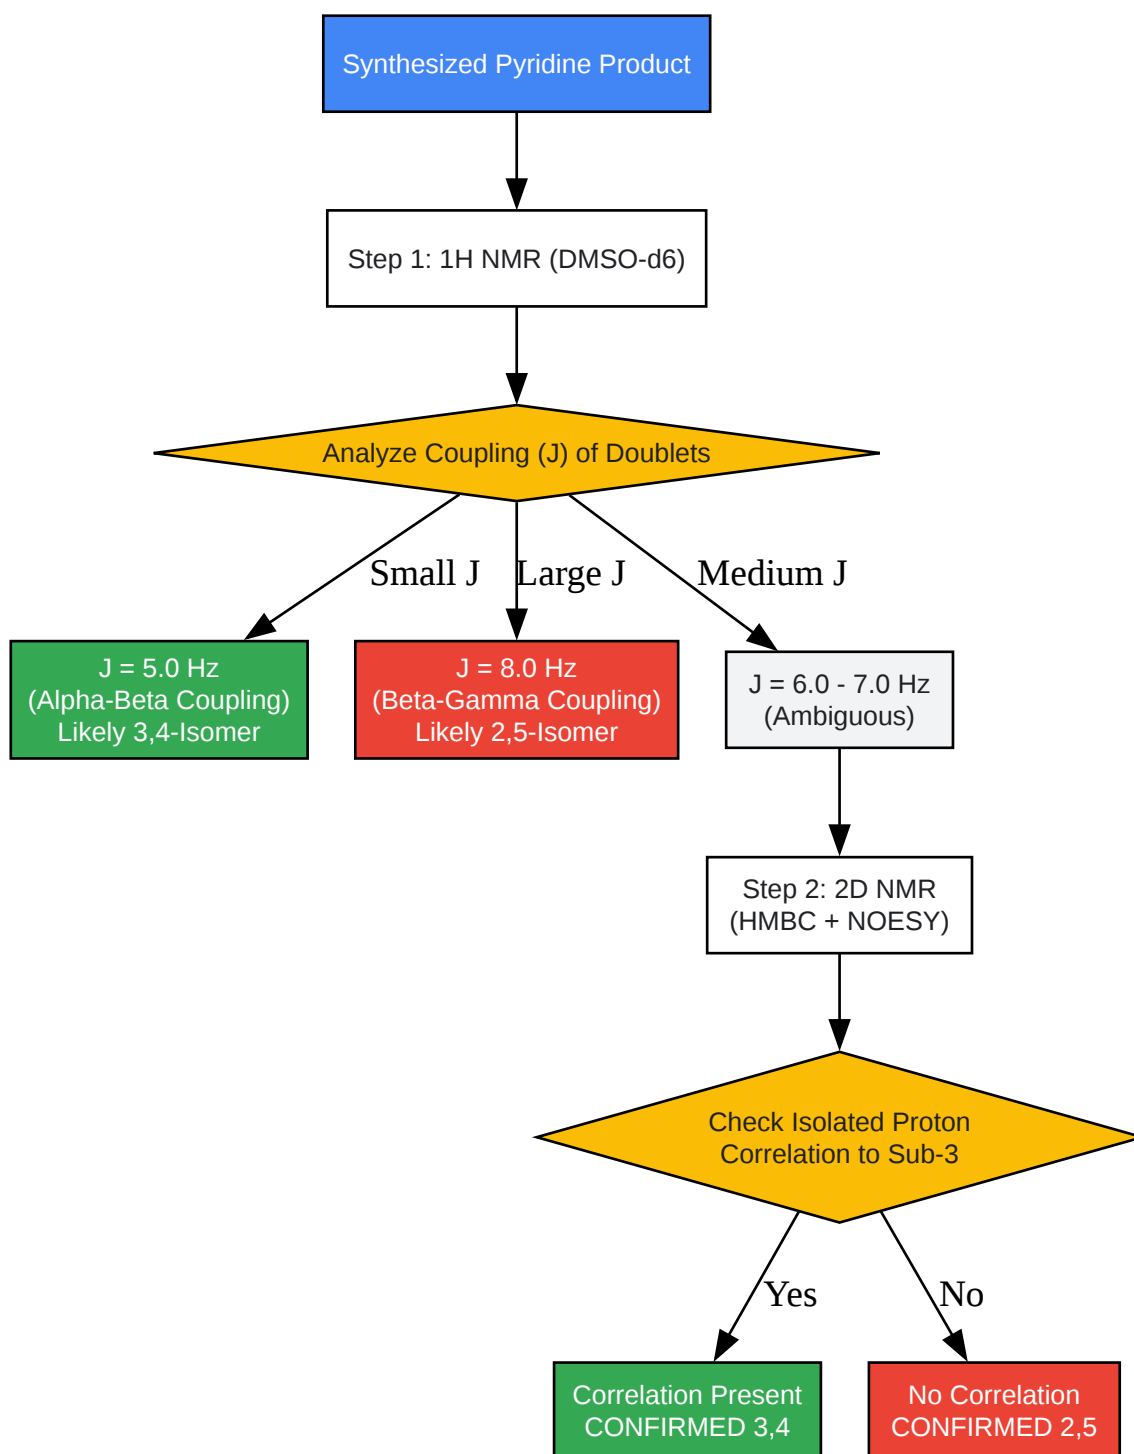 Synthesized Pyridine Product
Step 1: 1H NMR (DMSO-d6)
Analyze Coupling (J) of Doublets
Small J
Large J
Medium J
J = 5.0 Hz
(Alpha-Beta Coupling)
Likely 3,4-Isomer
J = 8.0 Hz
(Beta-Gamma Coupling)
Likely 2,5-Isomer
J = 6.0 - 7.0 Hz
(Ambiguous)
Step 2: 2D NMR
(HMBC + NOESY)
Check Isolated Proton
Correlation to Sub-3
Yes
No
Correlation Present
CONFIRMED 3,4
No Correlation
CONFIRMED 2,5